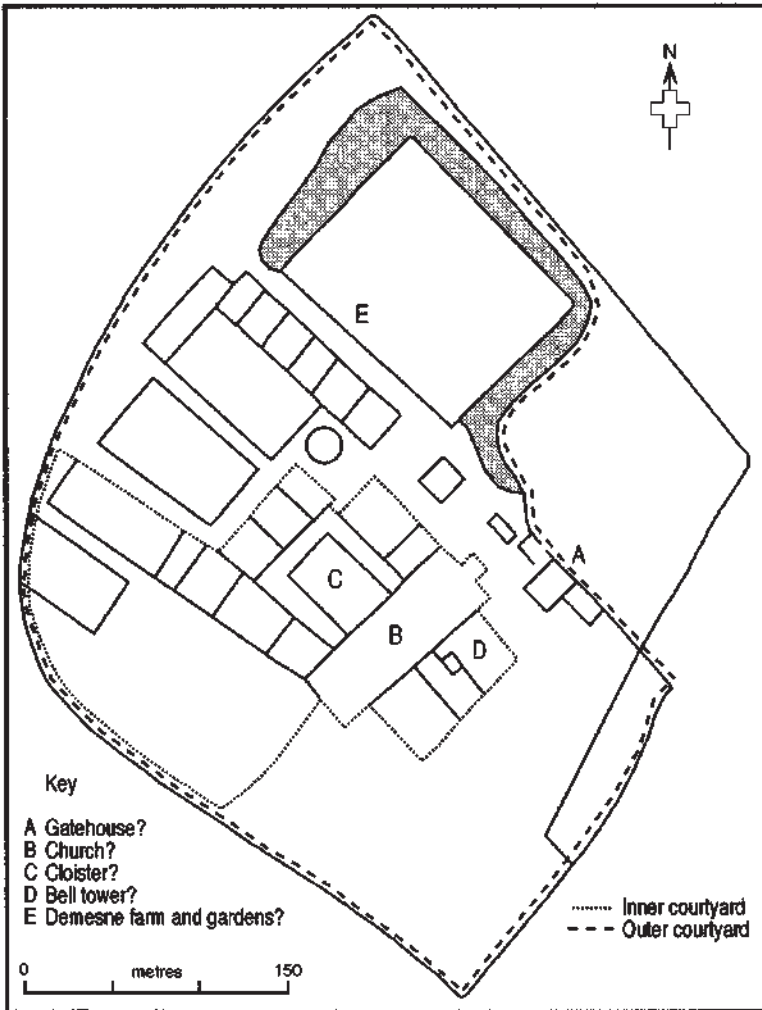 N
E
A
C
B
D
Key
A Gatehouse?
B Church?
C Cloister?
D Bell tower?
E Demesne farm and gardens?
Inner courtyard
Outer courtyard
0 metres 150